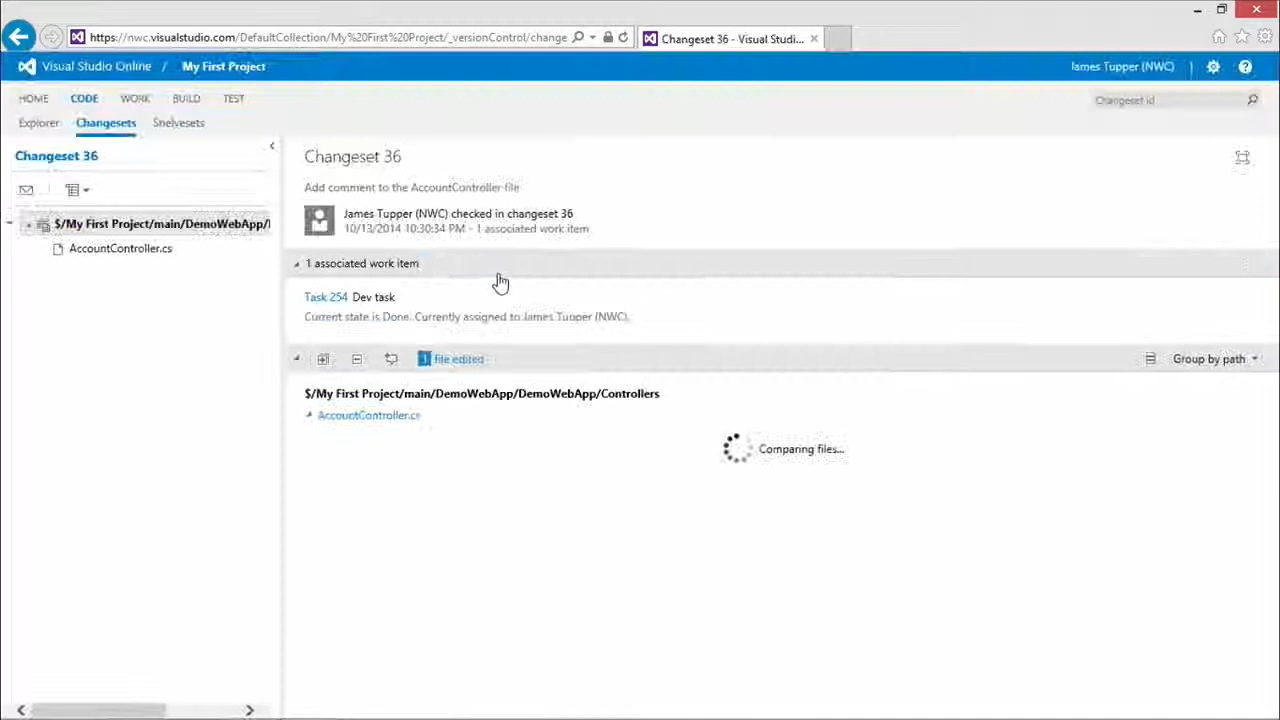 https://nwc.visualstudio.com/DefaultCollection/My%20First%20Project/_versionControl/change
Changeset 36 - Visual Studi...
Visual Studio Online / My First Project
James Tupper (NWC)
HOME CODE WORK BUILD TEST
Changeset id
Explorer Changesets Shelvesets
Changeset 36
$/My First Project/main/DemoWebApp/
AccountController.cs
Changeset 36
Add comment to the AccountController file
James Tupper (NWC) checked in changeset 36
10/13/2014 10:30:34 PM - 1 associated work item
1 associated work item
Task 254 Dev task
Current state is Done. Currently assigned to James Tupper (NWC).
1 file edited
Group by path
$/My First Project/main/DemoWebApp/DemoWebApp/Controllers
AccountController.cs
Comparing files...